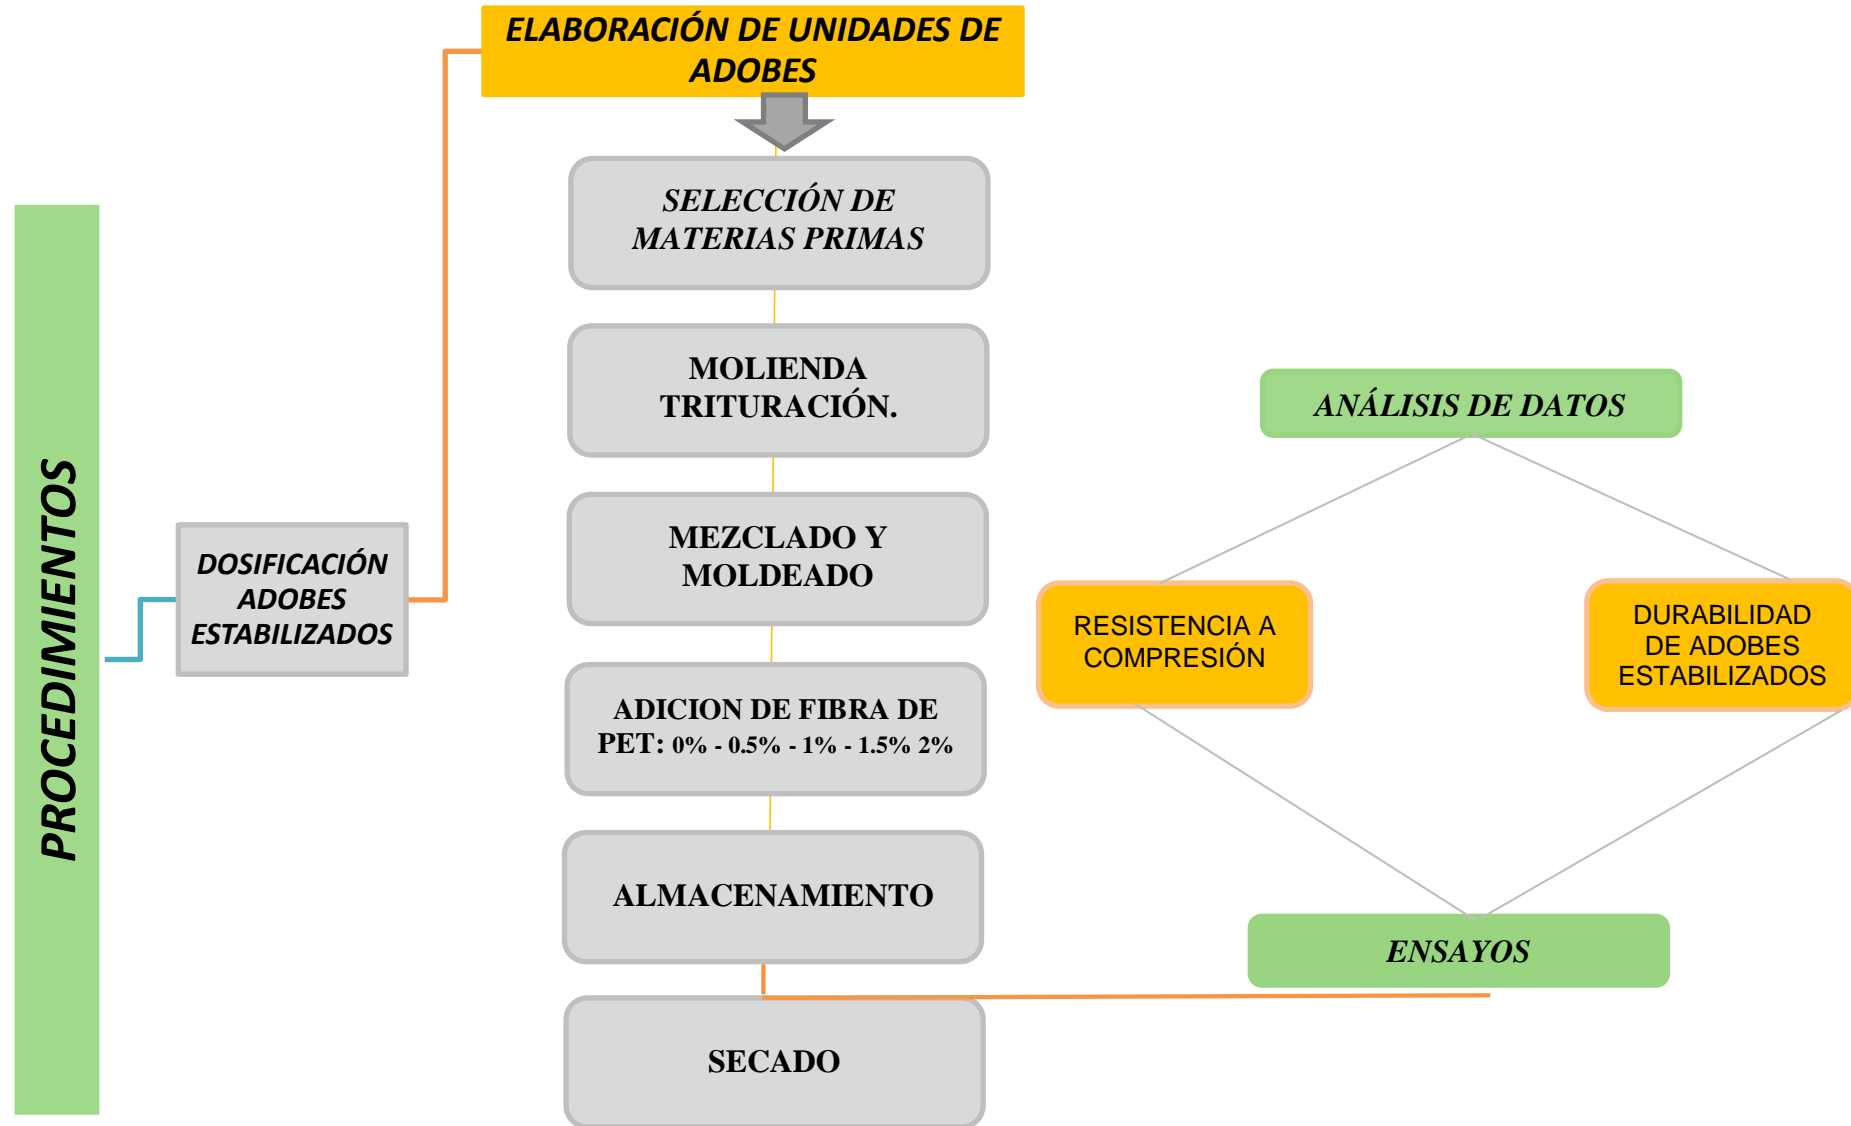 PROCEDIMIENTOS
DOSIFICACIÓN
ADOBES
ESTABILIZADOS
ELABORACIÓN DE UNIDADES DE
ADOBES
SELECCIÓN DE
MATERIAS PRIMAS
MOLIENDA
TRITURACIÓN.
MEZCLADO Y
MOLDEADO
ADICION DE FIBRA DE
PET: 0% - 0.5% - 1% - 1.5% 2%
ALMACENAMIENTO
SECADO
ANÁLISIS DE DATOS
RESISTENCIA A
COMPRESIÓN
DURABILIDAD
DE ADOBES
ESTABILIZADOS
ENSAYOS